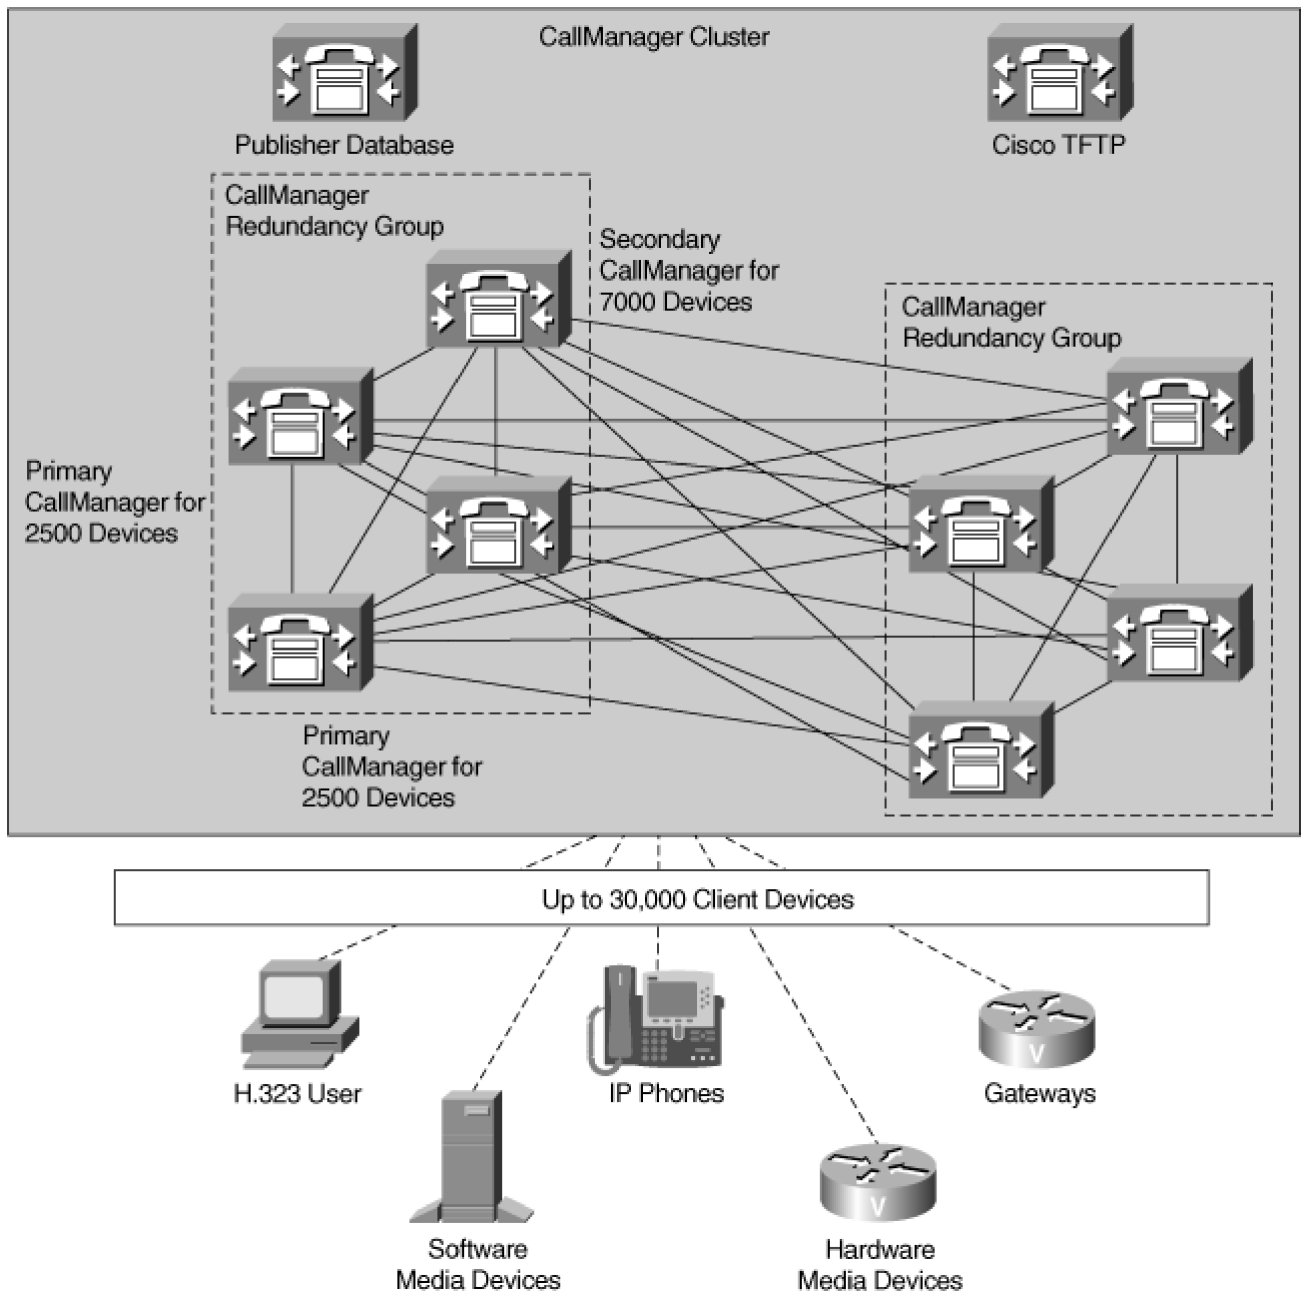 CallManager Cluster
Publisher Database
Cisco TFTP
CallManager
Redundancy Group
Secondary
CallManager for
7000 Devices
CallManager
Redundancy Group
Primary
CallManager for
2500 Devices
Primary
CallManager for
2500 Devices
Up to 30,000 Client Devices
H.323 User
IP Phones
Gateways
V
V
Software
Media Devices
Hardware
Media Devices